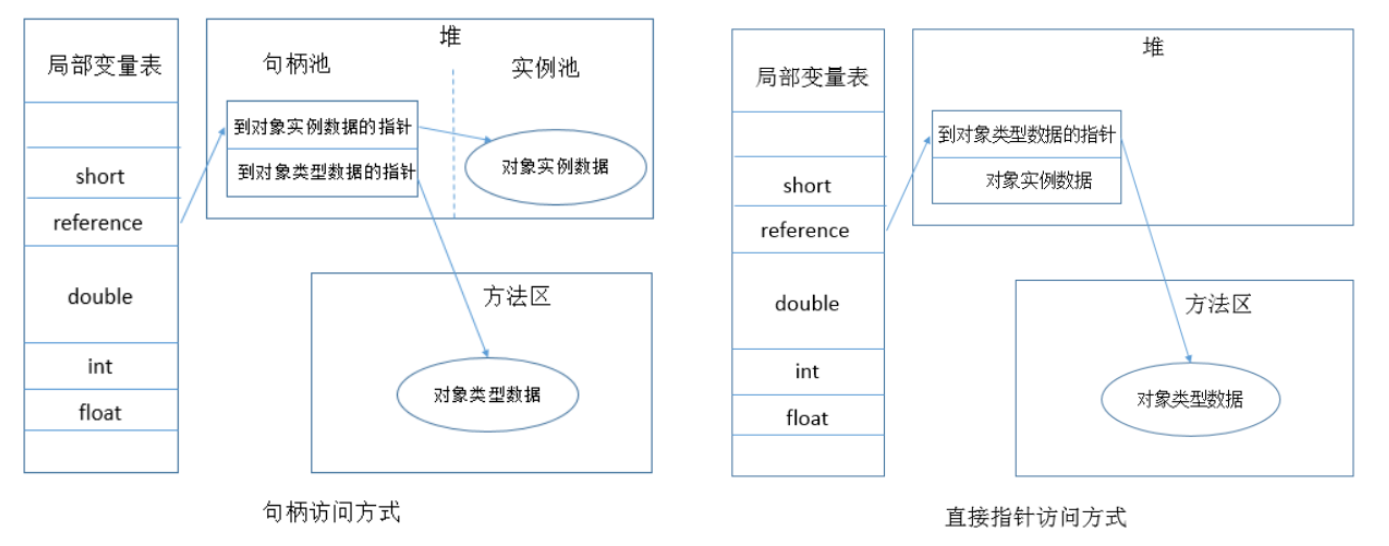 局部变量表
short
reference
double
int
float
堆
句柄池
实例池
到对象实例数据的指针
到对象类型数据的指针
对象实例数据
方法区
对象类型数据
句柄访问方式
局部变量表
short
reference
double
int
float
堆
到对象类型数据的指针
对象实例数据
方法区
对象类型数据
直接指针访问方式